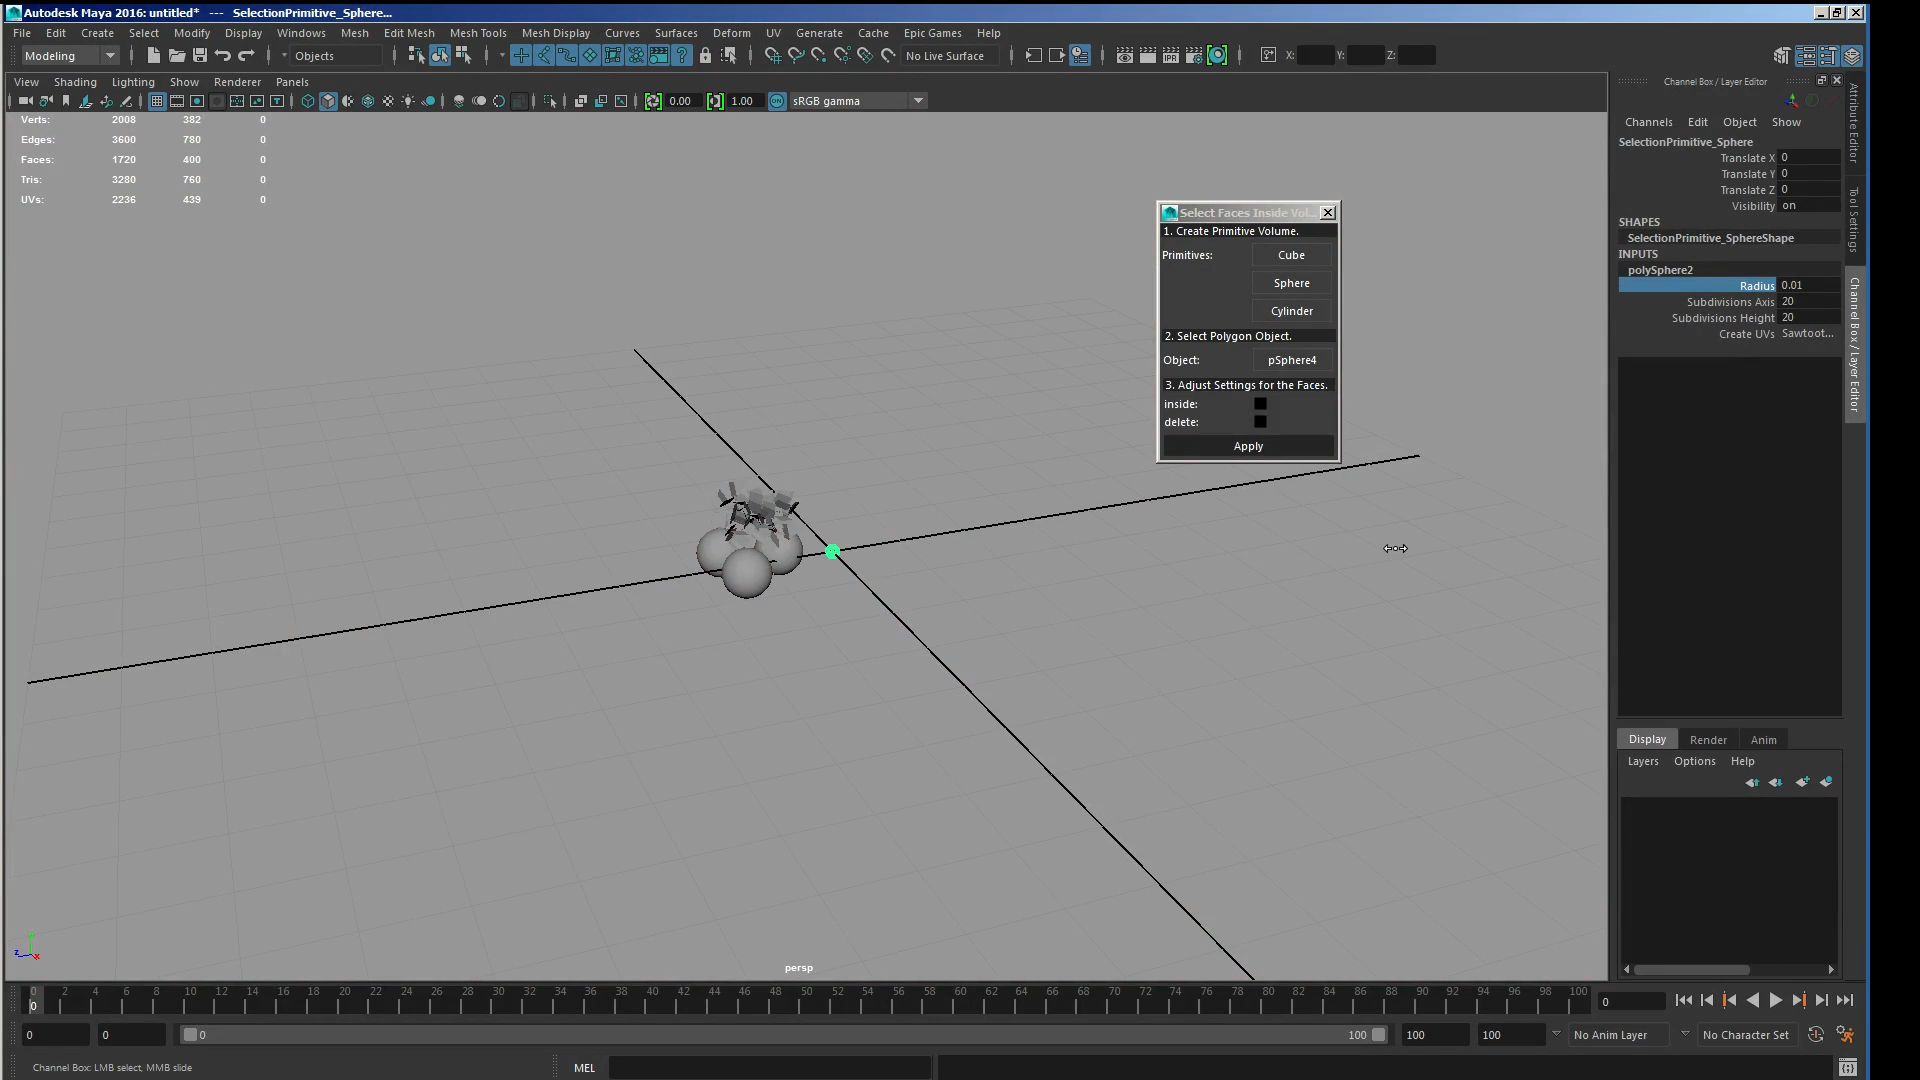 Autodesk Maya 2016: untitled*   ---   SelectionPrimitive_Sphere...
File Edit Create Select Modify Display Windows Mesh Edit Mesh Mesh Tools Mesh Display Curves Surfaces Deform UV Generate Cache Epic Games Help
Modeling Objects No Live Surface X: Y: Z:
View Shading Lighting Show Renderer Panels
0.00 1.00 ON sRGB gamma
Verts: 2008 382 0
Edges: 3600 780 0
Faces: 1720 400 0
Tris: 3280 760 0
UVs: 2236 439 0
Select Faces Inside Vol...
1. Create Primitive Volume.
Primitives: Cube
Sphere
Cylinder
2. Select Polygon Object.
Object: pSphere4
3. Adjust Settings for the Faces.
inside:
delete:
Apply
persp
z x
Channel Box / Layer Editor
Channels Edit Object Show
SelectionPrimitive_Sphere
Translate X 0
Translate Y 0
Translate Z 0
Visibility on
SHAPES
SelectionPrimitive_SphereShape
INPUTS
polySphere2
Radius 0.01
Subdivisions Axis 20
Subdivisions Height 20
Create UVs Sawtoot...
Display Render Anim
Layers Options Help
Attribute Editor
Tool Settings
Channel Box / Layer Editor
0 2 4 6 8 10 12 14 16 18 20 22 24 26 28 30 32 34 36 38 40 42 44 46 48 50 52 54 56 58 60 62 64 66 68 70 72 74 76 78 80 82 84 86 88 90 92 94 96 98 100
0 0
0 0 0 100 100 100 No Anim Layer No Character Set
Channel Box: LMB select, MMB slide MEL